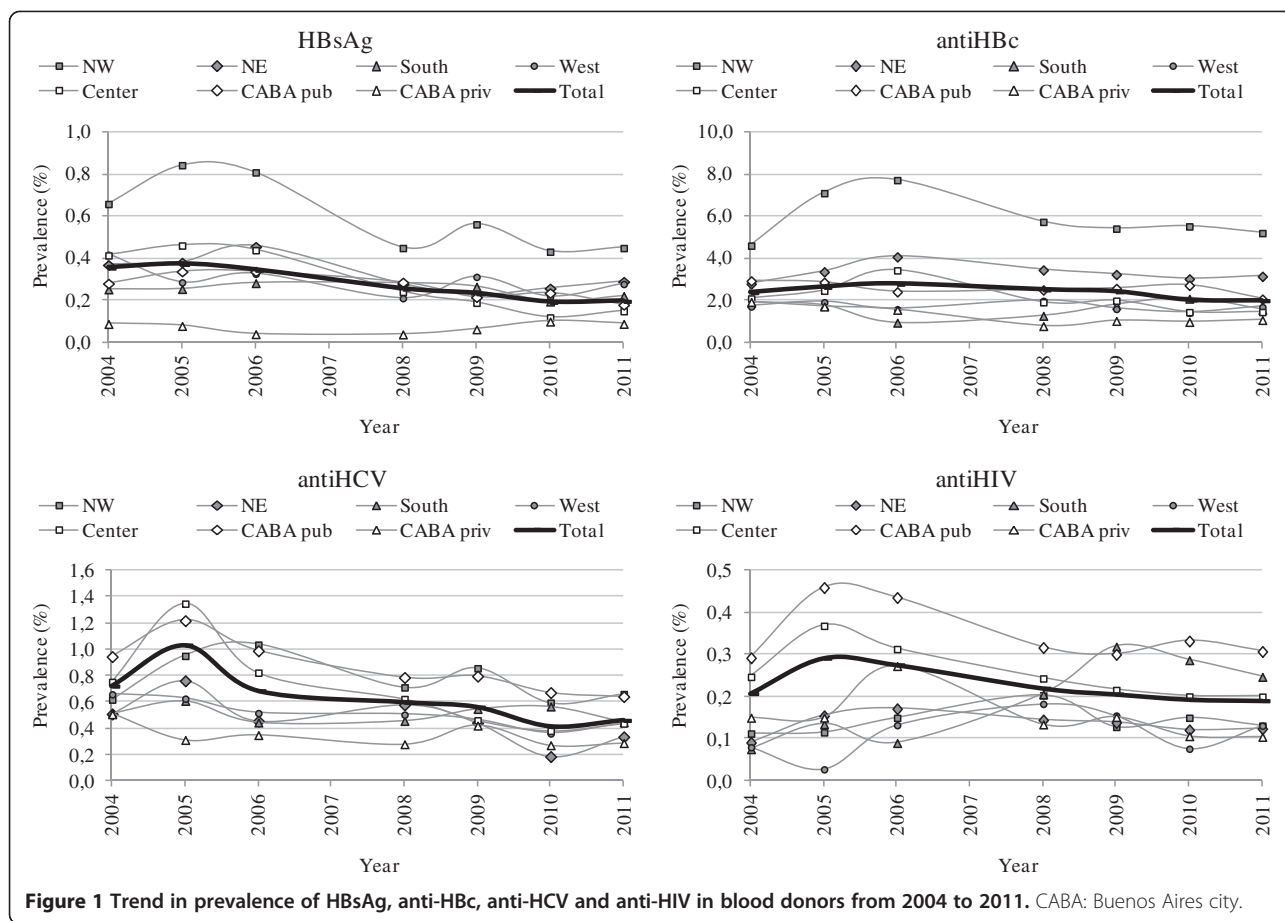 HBsAg
NW NE South West
Center CABA pub CABA priv Total
Prevalence (%)
1,0
0,8
0,6
0,4
0,2
0,0
2004 2005 2006 2007 2008 2009 2010 2011
Year
antiHBc
NW NE South West
Center CABA pub CABA priv Total
Prevalence (%)
10,0
8,0
6,0
4,0
2,0
0,0
2004 2005 2006 2007 2008 2009 2010 2011
Year
antiHCV
NW NE South West
Center CABA pub CABA priv Total
Prevalence (%)
1,6
1,4
1,2
1,0
0,8
0,6
0,4
0,2
0,0
2004 2005 2006 2007 2008 2009 2010 2011
Year
antiHIV
NW NE South West
Center CABA pub CABA priv Total
Prevalence (%)
0,5
0,4
0,3
0,2
0,1
0,0
2004 2005 2006 2007 2008 2009 2010 2011
Year
Figure 1 Trend in prevalence of HBsAg, anti-HBc, anti-HCV and anti-HIV in blood donors from 2004 to 2011. CABA: Buenos Aires city.